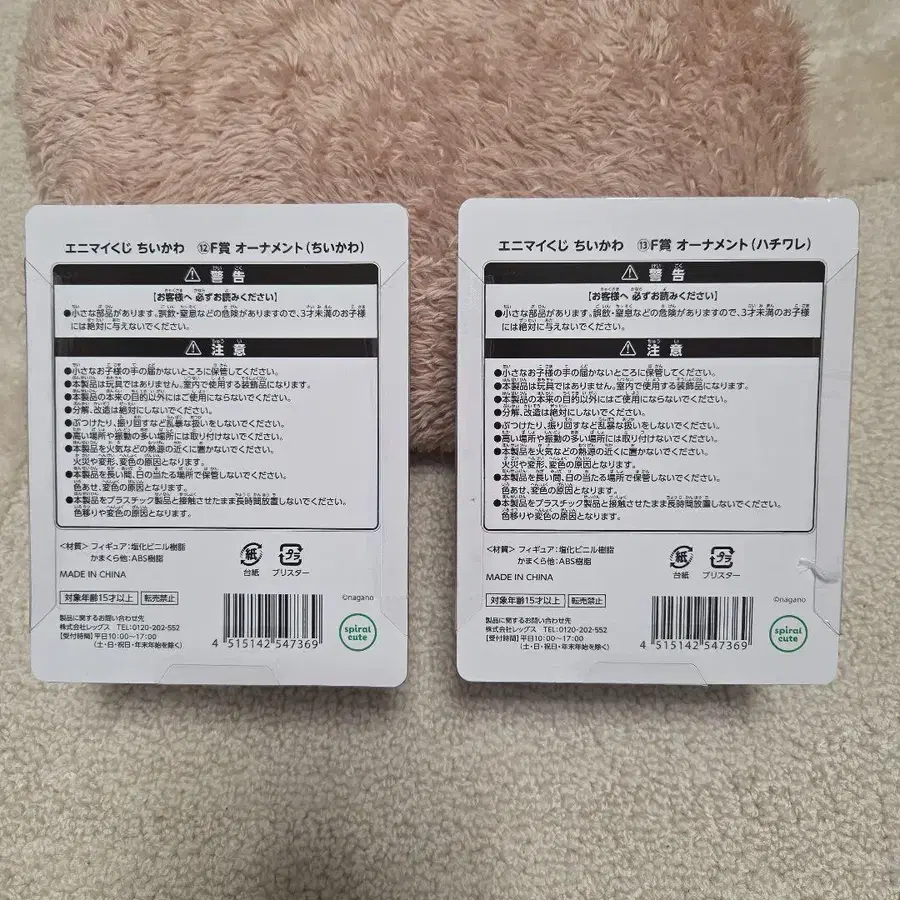 エニマイくじ ちいかわ ⑫F賞 オーナメント(ちいかわ)
⚠ 警告
【お客様へ 必ずお読みください】
●小さな部品があります。誤飲・窒息などの危険がありますので、3才未満のお子様
には絶対に与えないでください。
⚠ 注意
●小さなお子様の手の届かないところに保管してください。
●本製品は玩具ではありません。室内で使用する装飾品になります。
●本製品の本来の目的以外にはご使用にならないでください。
●分解、改造は絶対にしないでください。
●ぶつけたり、振り回すなど乱暴な扱いをしないでください。
●高い場所や振動の多い場所には取り付けないでください。
●本製品を火気などの熱源の近くに置かないでください。
火災や変形、変色の原因となります。
●本製品を長い間、日の当たる場所で保管しないでください。
色あせ、変色の原因となります。
●本製品をプラスチック製品と接触させたまま長時間放置しないでください。
色移りや変色の原因となります。
<材質> フィギュア:塩化ビニル樹脂
かまくら他:ABS樹脂
MADE IN CHINA
紙
台紙
プラ
ブリスター
対象年齢15才以上 転売禁止
©nagano
製品に関するお問い合わせ先
株式会社レッグス TEL:0120-202-552
【受付時間】平日10:00〜17:00
(土・日・祝日・年末年始を除く)
4 515142 547369
spiral
cute
エニマイくじ ちいかわ ⑬F賞 オーナメント(ハチワレ)
⚠ 警告
【お客様へ 必ずお読みください】
●小さな部品があります。誤飲・窒息などの危険がありますので、3才未満のお子様
には絶対に与えないでください。
⚠ 注意
●小さなお子様の手の届かないところに保管してください。
●本製品は玩具ではありません。室内で使用する装飾品になります。
●本製品の本来の目的以外にはご使用にならないでください。
●分解、改造は絶対にしないでください。
●ぶつけたり、振り回すなど乱暴な扱いをしないでください。
●高い場所や振動の多い場所には取り付けないでください。
●本製品を火気などの熱源の近くに置かないでください。
火災や変形、変色の原因となります。
●本製品を長い間、日の当たる場所で保管しないでください。
色あせ、変色の原因となります。
●本製品をプラスチック製品と接触させたまま長時間放置しないでください。
色移りや変色の原因となります。
<材質> フィギュア:塩化ビニル樹脂
かまくら他:ABS樹脂
MADE IN CHINA
紙
台紙
プラ
ブリスター
対象年齢15才以上 転売禁止
©nagano
製品に関するお問い合わせ先
株式会社レッグス TEL:0120-202-552
【受付時間】平日10:00〜17:00
(土・日・祝日・年末年始を除く)
4 515142 547369
spiral
cute